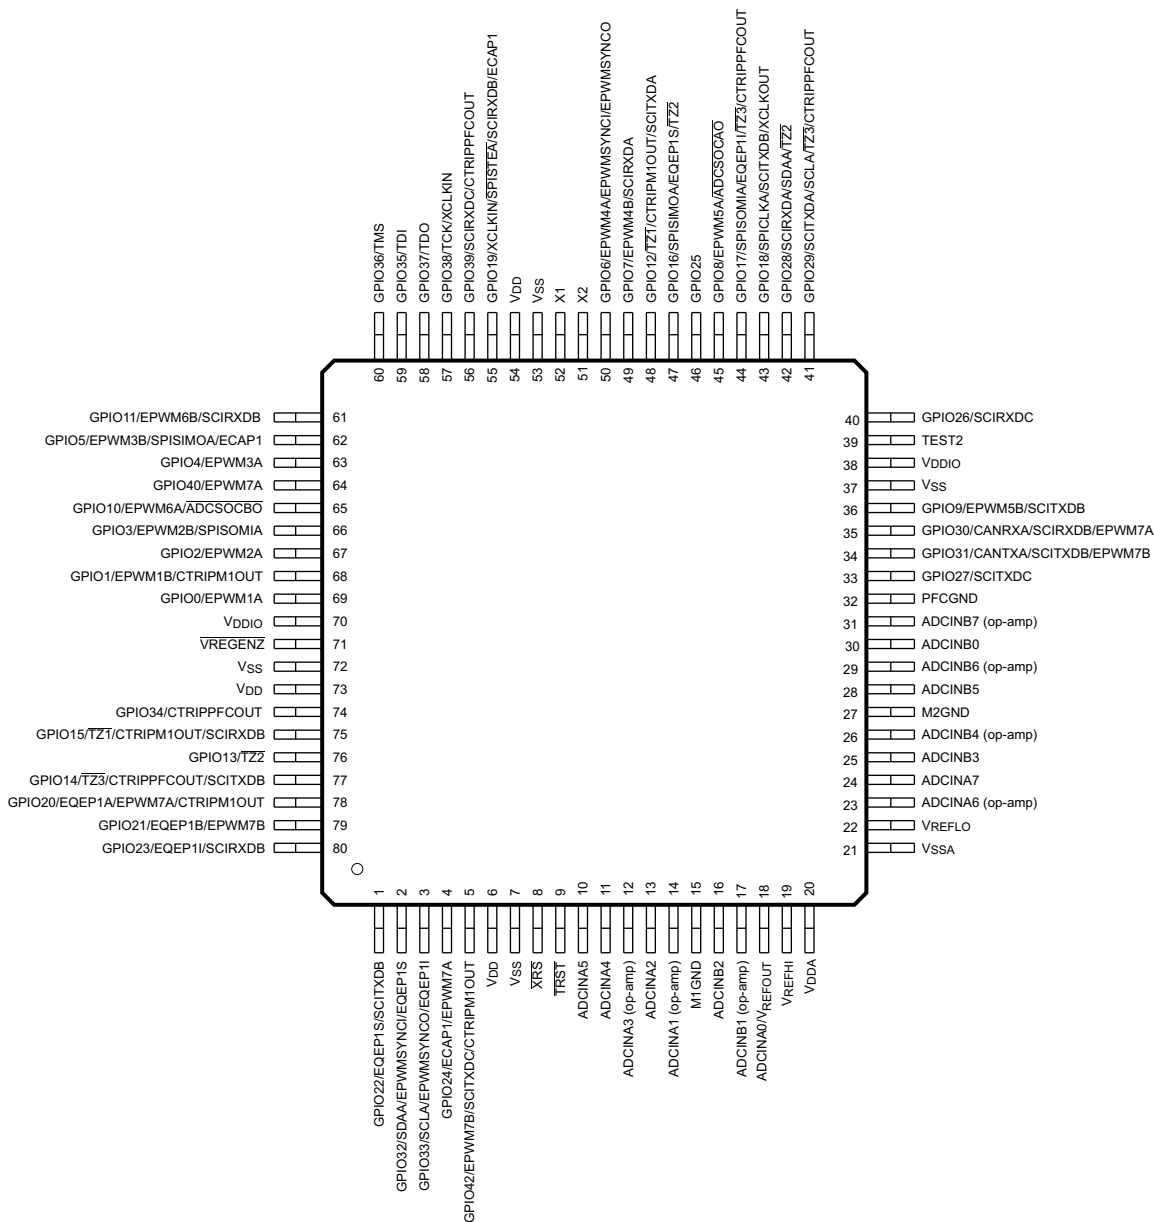 GPIO36/TMS
GPIO35/TDI
GPIO37/TDO
GPIO38/TCK/XCLKIN
GPIO39/SCIRXDC/CTRIPPFCOUT
GPIO19/XCLKIN/SPISTEA/SCIRXDB/ECAP1
VDD
VSS
X1
X2
GPIO6/EPWM4A/EPWMSYNCI/EPWMSYNCO
GPIO7/EPWM4B/SCIRXDA
GPIO12/TZ1/CTRIPM1OUT/SCITXDA
GPIO16/SPISIMOA/EQEP1S/TZ2
GPIO25
GPIO8/EPWM5A/ADCSOCAO
GPIO17/SPISOMIA/EQEP1I/TZ3/CTRIPPFCOUT
GPIO18/SPICLKA/SCITXDB/XCLKOUT
GPIO28/SCIRXDA/SDAA/TZ2
GPIO29/SCITXDA/SCLA/TZ3/CTRIPPFCOUT
60
59
58
57
56
55
54
53
52
51
50
49
48
47
46
45
44
43
42
41
GPIO11/EPWM6B/SCIRXDB 61
GPIO5/EPWM3B/SPISIMOA/ECAP1 62
GPIO4/EPWM3A 63
GPIO40/EPWM7A 64
GPIO10/EPWM6A/ADCSOCBO 65
GPIO3/EPWM2B/SPISOMIA 66
GPIO2/EPWM2A 67
GPIO1/EPWM1B/CTRIPM1OUT 68
GPIO0/EPWM1A 69
VDDIO 70
VREGENZ 71
VSS 72
VDD 73
GPIO34/CTRIPPFCOUT 74
GPIO15/TZ1/CTRIPM1OUT/SCIRXDB 75
GPIO13/TZ2 76
GPIO14/TZ3/CTRIPPFCOUT/SCITXDB 77
GPIO20/EQEP1A/EPWM7A/CTRIPM1OUT 78
GPIO21/EQEP1B/EPWM7B 79
GPIO23/EQEP1I/SCIRXDB 80
40 GPIO26/SCIRXDC
39 TEST2
38 VDDIO
37 VSS
36 GPIO9/EPWM5B/SCITXDB
35 GPIO30/CANRXA/SCIRXDB/EPWM7A
34 GPIO31/CANTXA/SCITXDB/EPWM7B
33 GPIO27/SCITXDC
32 PFCGND
31 ADCINB7 (op-amp)
30 ADCINB0
29 ADCINB6 (op-amp)
28 ADCINB5
27 M2GND
26 ADCINB4 (op-amp)
25 ADCINB3
24 ADCINA7
23 ADCINA6 (op-amp)
22 VREFLO
21 VSSA
1
2
3
4
5
6
7
8
9
10
11
12
13
14
15
16
17
18
19
20
GPIO22/EQEP1S/SCITXDB
GPIO32/SDAA/EPWMSYNCI/EQEP1S
GPIO33/SCLA/EPWMSYNCO/EQEP1I
GPIO24/ECAP1/EPWM7A
GPIO42/EPWM7B/SCITXDC/CTRIPM1OUT
VDD
VSS
XRS
TRST
ADCINA5
ADCINA4
ADCINA3 (op-amp)
ADCINA2
ADCINA1 (op-amp)
M1GND
ADCINB2
ADCINB1 (op-amp)
ADCINA0/VREFOUT
VREFHI
VDDA